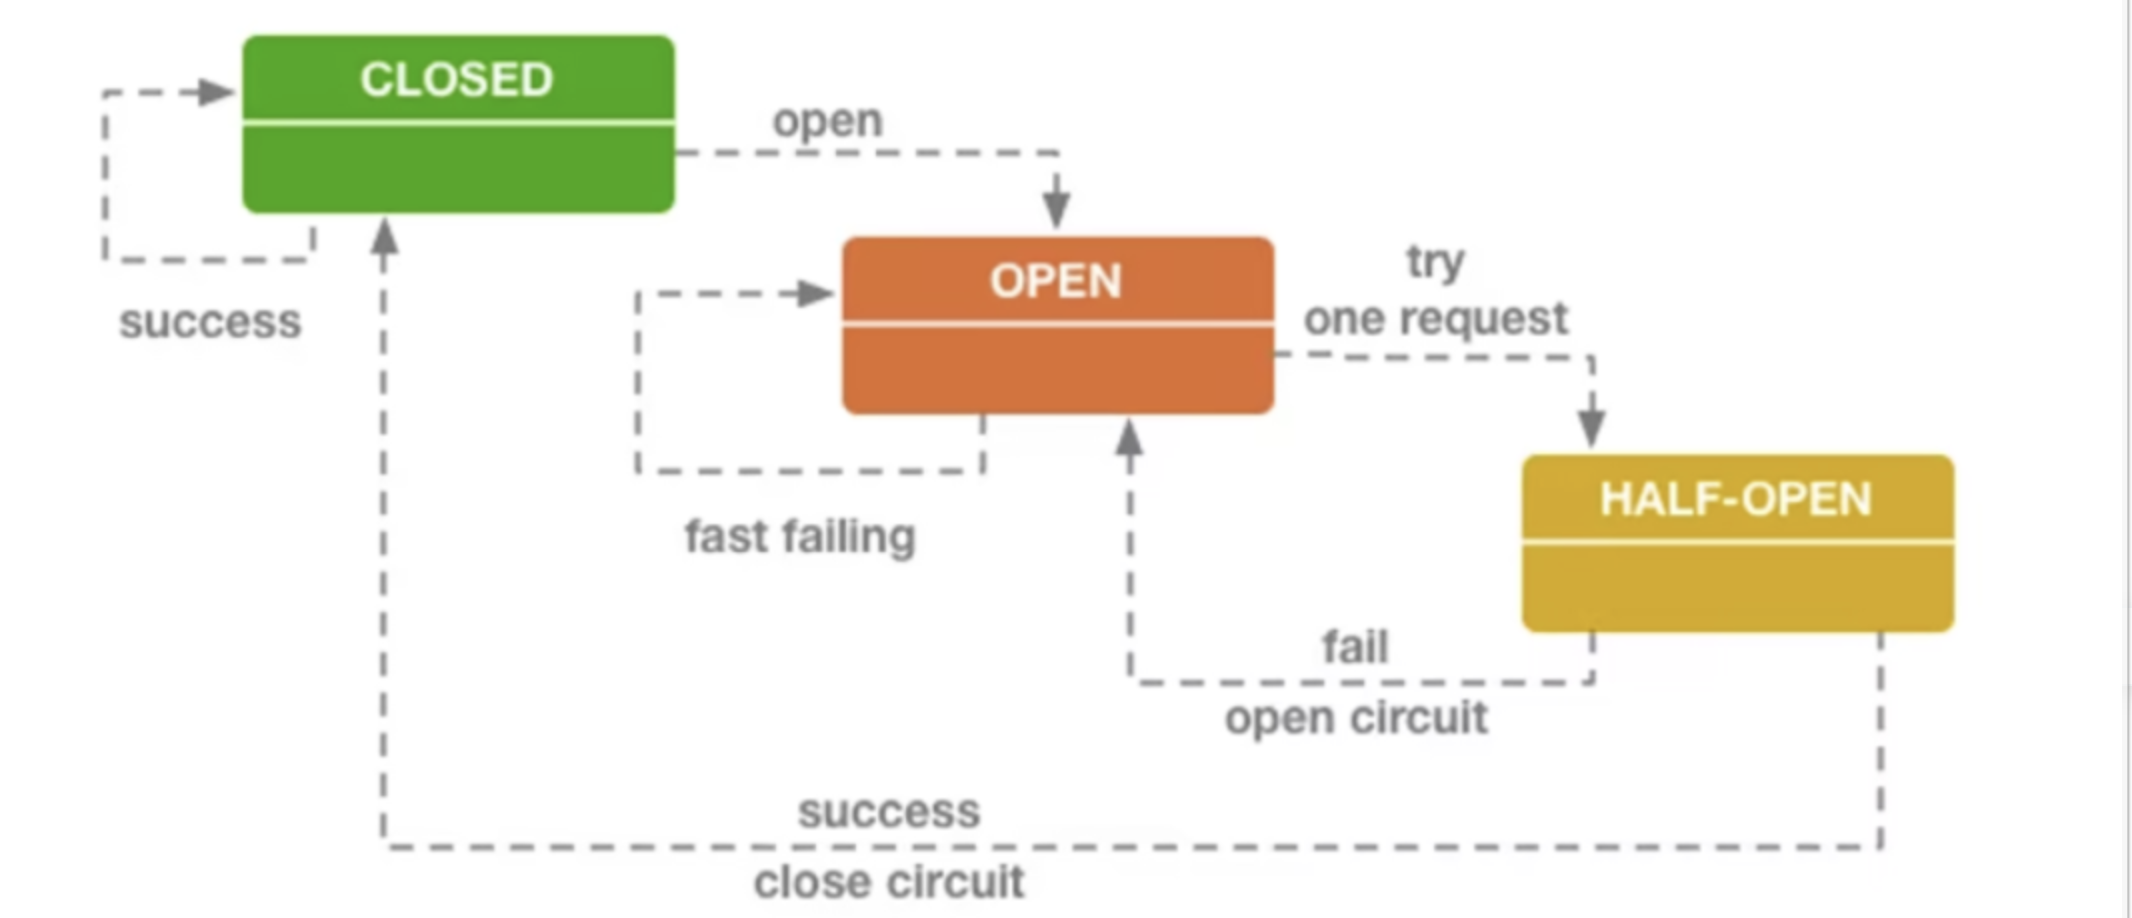 CLOSED
open
success
OPEN
try
one request
fast failing
HALF-OPEN
fail
open circuit
success
close circuit